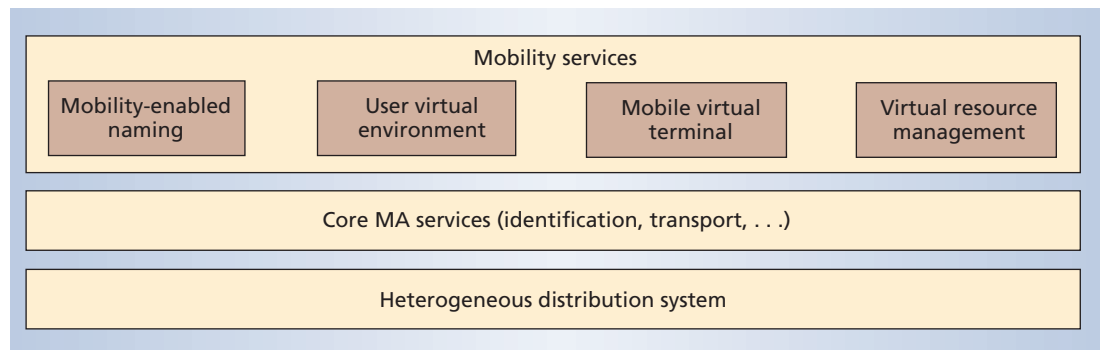 Mobility services
Mobility-enabled
naming
User virtual
environment
Mobile virtual
terminal
Virtual resource
management
Core MA services (identification, transport, . . .)
Heterogeneous distribution system